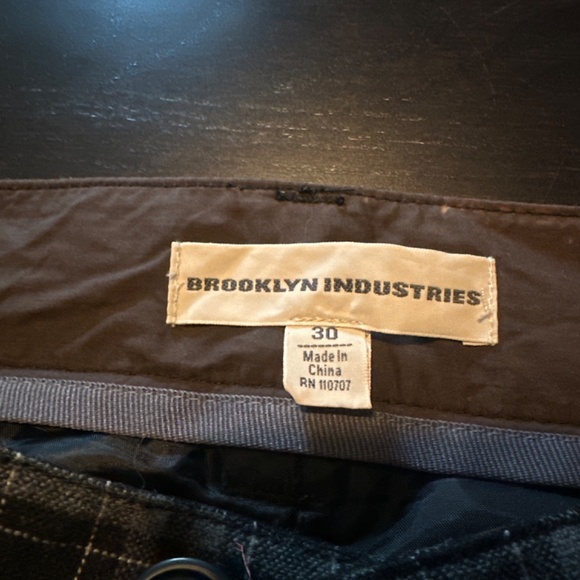 BROOKLYN INDUSTRIES
30
Made In
China
RN 110707